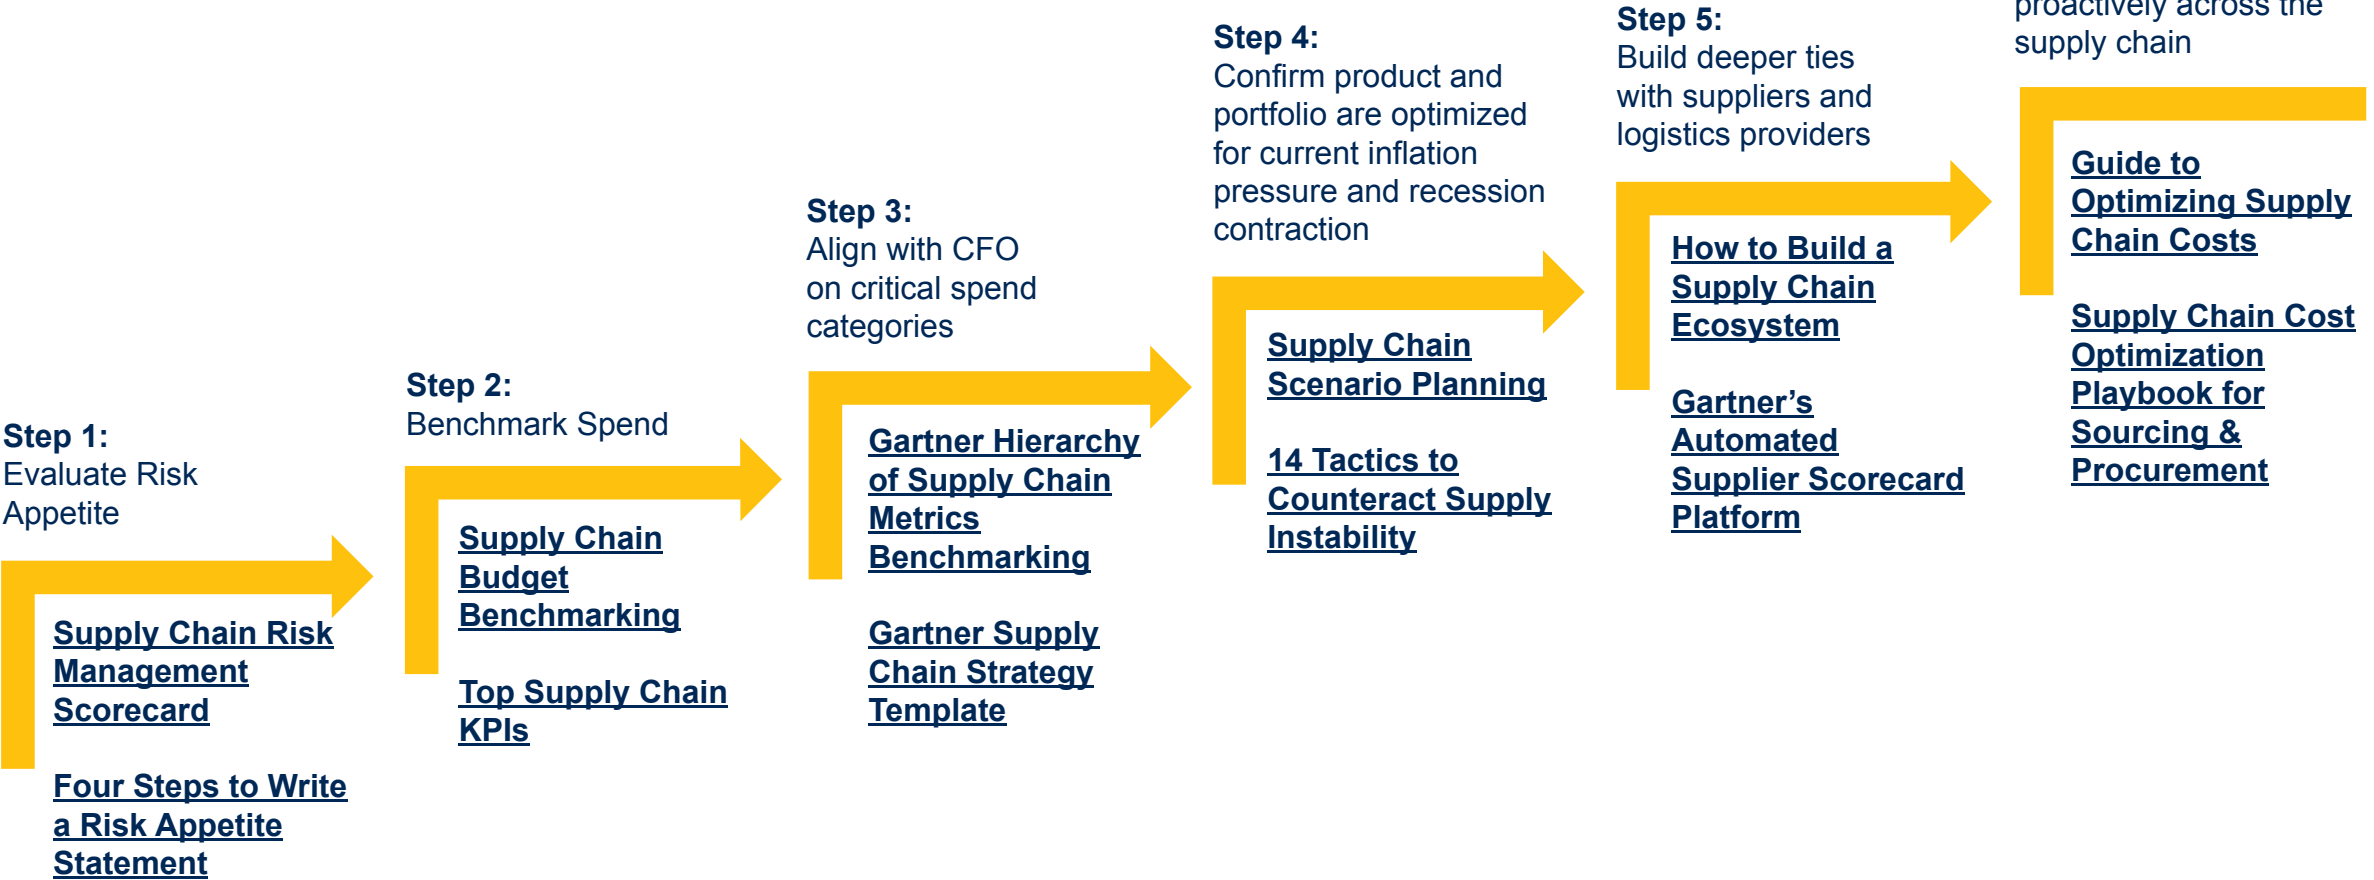 Step 1:
Evaluate Risk
Appetite
Supply Chain Risk
Management
Scorecard
Four Steps to Write
a Risk Appetite
Statement
Step 2:
Benchmark Spend
Supply Chain
Budget
Benchmarking
Top Supply Chain
KPIs
Step 3:
Align with CFO
on critical spend
categories
Gartner Hierarchy
of Supply Chain
Metrics
Benchmarking
Gartner Supply
Chain Strategy
Template
Step 4:
Confirm product and
portfolio are optimized
for current inflation
pressure and recession
contraction
Supply Chain
Scenario Planning
14 Tactics to
Counteract Supply
Instability
Step 5:
Build deeper ties
with suppliers and
logistics providers
How to Build a
Supply Chain
Ecosystem
Gartner’s
Automated
Supplier Scorecard
Platform
proactively across the
supply chain
Guide to
Optimizing Supply
Chain Costs
Supply Chain Cost
Optimization
Playbook for
Sourcing &
Procurement